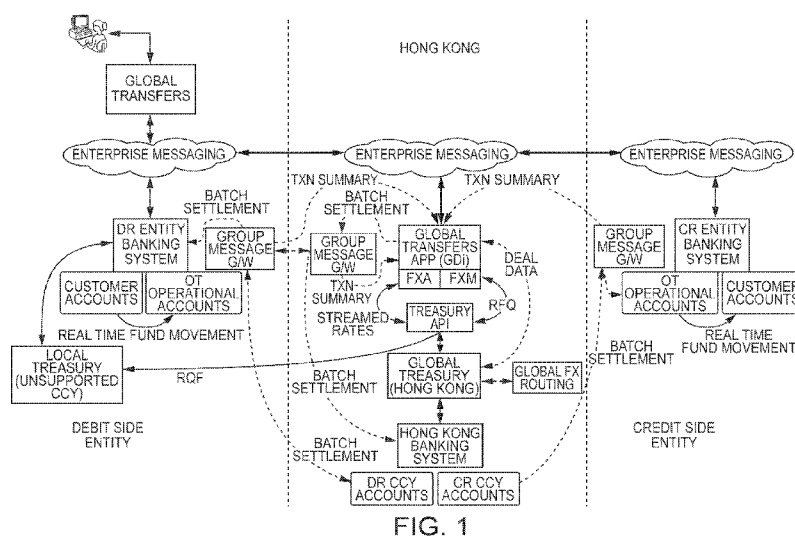 HONG KONG
GLOBAL
TRANSFERS
ENTERPRISE MESSAGING
ENTERPRISE MESSAGING
ENTERPRISE MESSAGING
TXN SUMMARY
TXN SUMMARY
BATCH
SETTLEMENT
BATCH
SETTLEMENT
DR ENTITY
BANKING
SYSTEM
GROUP
MESSAGE
G/W
GROUP
MESSAGE
G/W
GLOBAL
TRANSFERS
APP (GDi)
FXA
FXM
DEAL
DATA
GROUP
MESSAGE
G/W
CR ENTITY
BANKING
SYSTEM
CUSTOMER
ACCOUNTS
OT
OPERATIONAL
ACCOUNTS
TXN
SUMMARY
OT
OPERATIONAL
ACCOUNTS
CUSTOMER
ACCOUNTS
REAL TIME FUND MOVEMENT
STREAMED
RATES
TREASURY
API
RFQ
REAL TIME
FUND MOVEMENT
LOCAL
TREASURY
(UNSUPPORTED
CCY)
RQF
BATCH
SETTLEMENT
GLOBAL
TREASURY
(HONG KONG)
GLOBAL FX
ROUTING
BATCH
SETTLEMENT
DEBIT SIDE
ENTITY
BATCH
SETTLEMENT
HONG KONG
BANKING
SYSTEM
CREDIT SIDE
ENTITY
DR CCY
ACCOUNTS
CR CCY
ACCOUNTS
FIG. 1